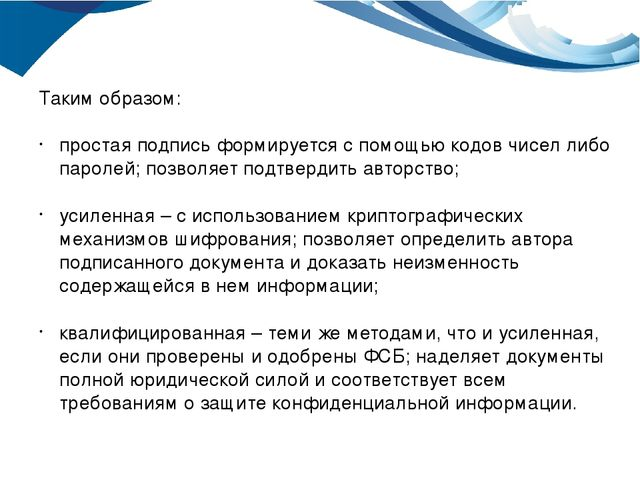 Таким образом:
· простая подпись формируется с помощью кодов чисел либо
паролей; позволяет подтвердить авторство;
· усиленная – с использованием криптографических
механизмов шифрования; позволяет определить автора
подписанного документа и доказать неизменность
содержащейся в нем информации;
· квалифицированная – теми же методами, что и усиленная,
если они проверены и одобрены ФСБ; наделяет документы
полной юридической силой и соответствует всем
требованиям о защите конфиденциальной информации.